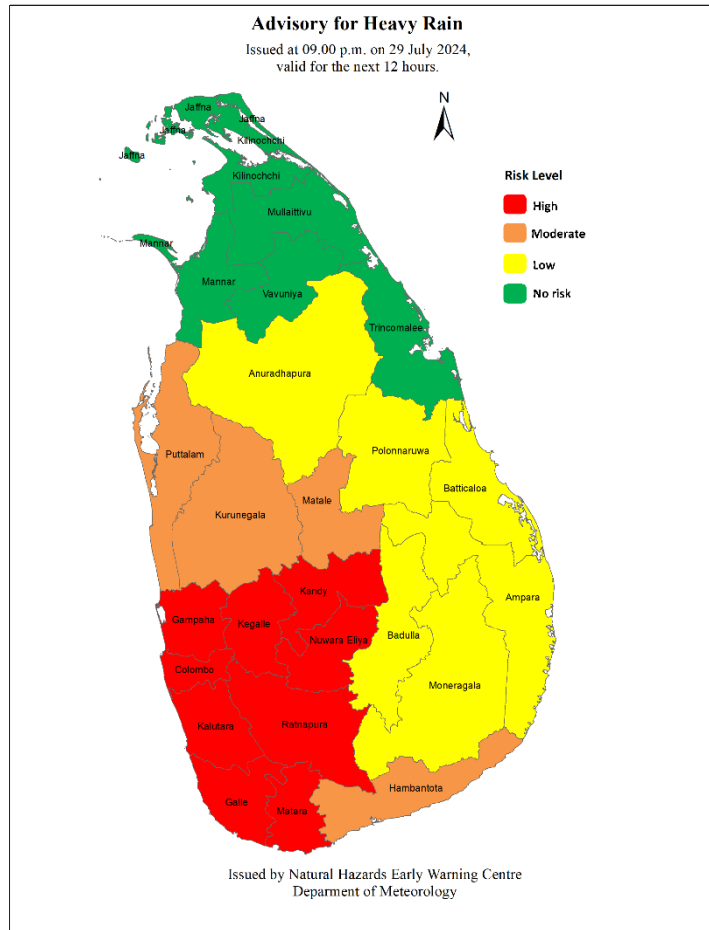 Advisory for Heavy Rain
Issued at 09.00 p.m. on 29 July 2024,
valid for the next 12 hours.
N
Jaffna
Jaffna
Jaffna
Kilinochchi
Jaffna
Kilinochchi
Risk Level
High
Mullaittivu
Moderate
Mannar
Low
Mannar
Vavuniya
No risk
Trincomalee
Anuradhapura
Polonnaruwa
Puttalam
Batticaloa
Matale
Kurunegala
Kandy
Ampara
Gampaha
Kegalle
Nuwara Eliya
Badulla
Colombo
Moneragala
Kalutara
Ratnapura
Hambantota
Galle
Matara
Issued by Natural Hazards Early Warning Centre
Deparment of Meteorology